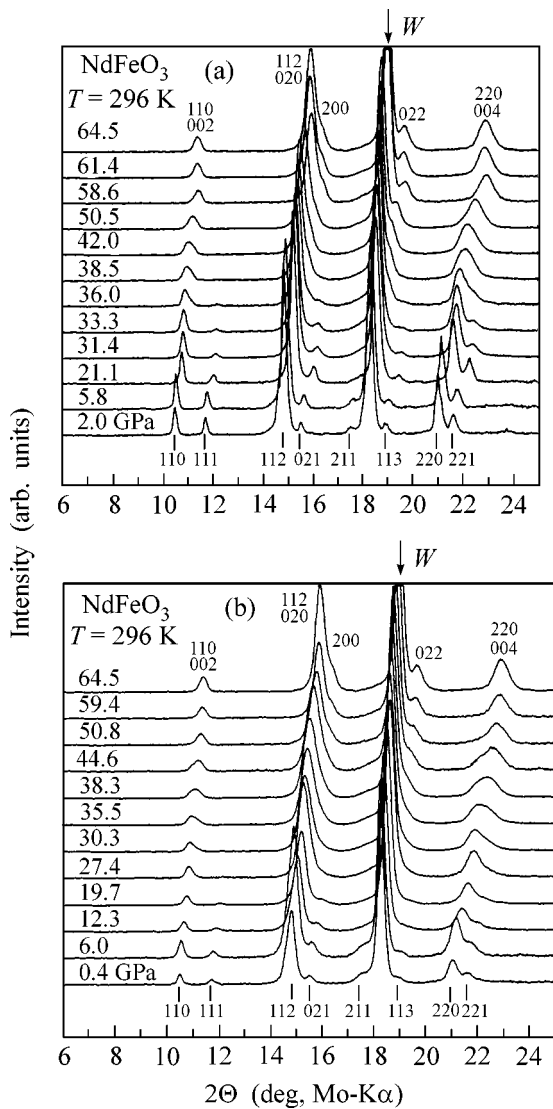 W
NdFeO3
(a)
T = 296 K
110
002
112
020
200
022
220
004
64.5
61.4
58.6
50.5
42.0
38.5
36.0
33.3
31.4
21.1
5.8
2.0 GPa
110 111 112 021 211 113 220 221
6 8 10 12 14 16 18 20 22 24
Intensity (arb. units)
W
NdFeO3
(b)
T = 296 K
110
002
112
020
200
022
220
004
64.5
59.4
50.8
44.6
38.3
35.5
30.3
27.4
19.7
12.3
6.0
0.4 GPa
110 111 112 021 211 113 220 221
6 8 10 12 14 16 18 20 22 24
2Θ (deg, Mo-Kα)